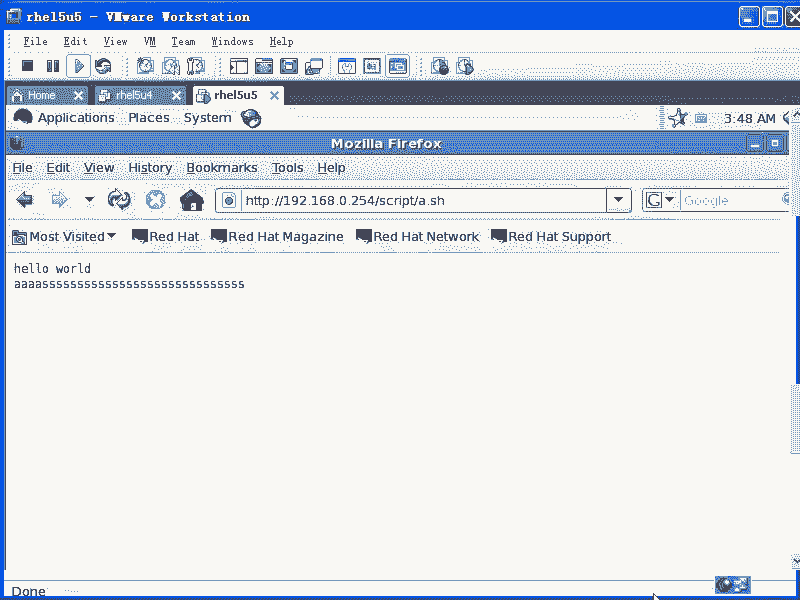 rhel5u5 - VMware Workstation
File Edit View VM Team Windows Help
Home rhel5u4 rhel5u5
Applications Places System 3:48 AM
Mozilla Firefox
File Edit View History Bookmarks Tools Help
http://192.168.0.254/script/a.sh G Google
Most Visited Red Hat Red Hat Magazine Red Hat Network Red Hat Support
hello world
aaaasssssssssssssssssssssssssssss
Done